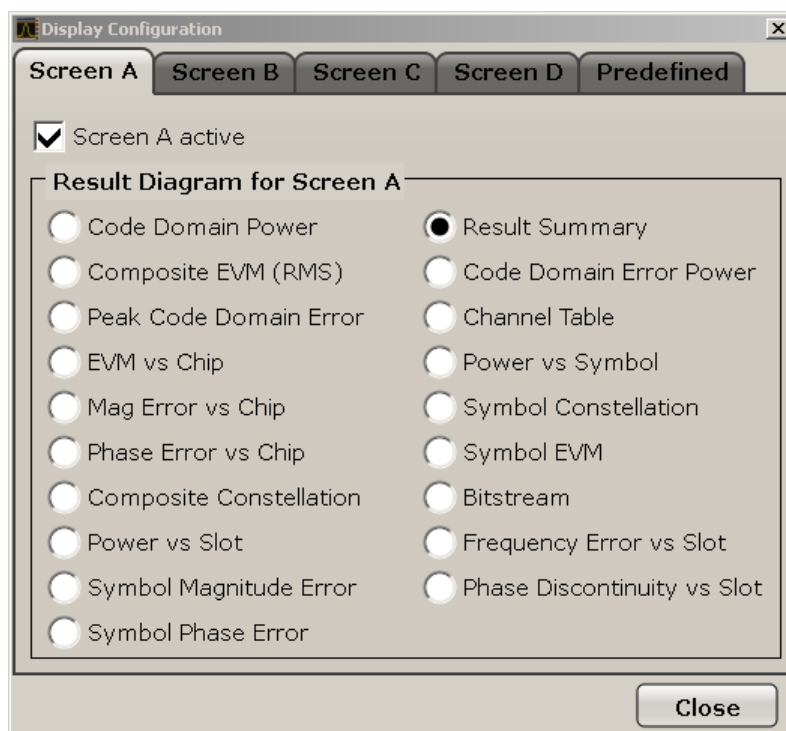 Display Configuration
Screen A Screen B Screen C Screen D Predefined
Screen A active
Result Diagram for Screen A
Code Domain Power Result Summary
Composite EVM (RMS) Code Domain Error Power
Peak Code Domain Error Channel Table
EVM vs Chip Power vs Symbol
Mag Error vs Chip Symbol Constellation
Phase Error vs Chip Symbol EVM
Composite Constellation Bitstream
Power vs Slot Frequency Error vs Slot
Symbol Magnitude Error Phase Discontinuity vs Slot
Symbol Phase Error
Close